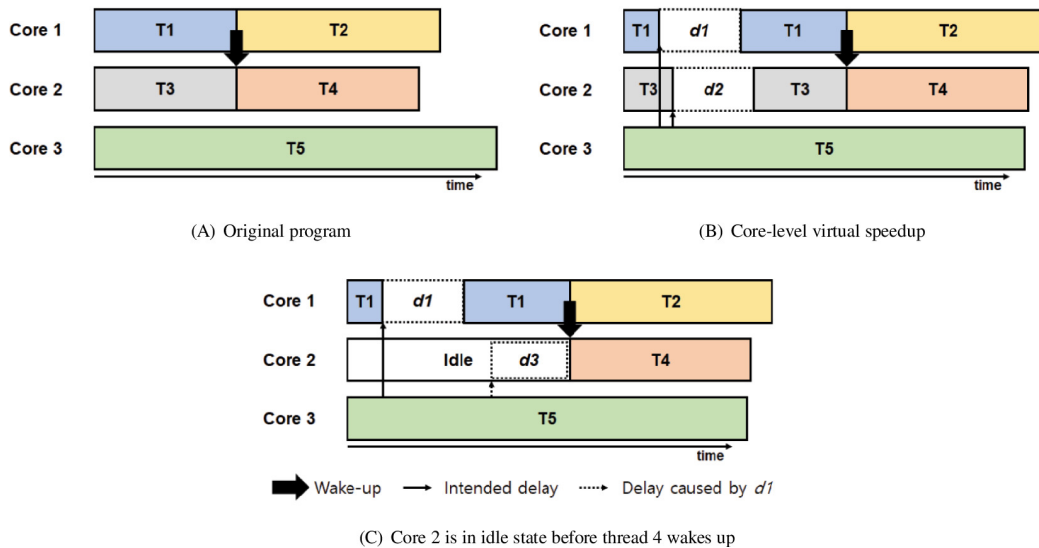 Core 1 T1 T2
Core 2 T3 T4
Core 3 T5
time
(A) Original program
Core 1 T1 d1 T1 T2
Core 2 T3 d2 T3 T4
Core 3 T5
time
(B) Core-level virtual speedup
Core 1 T1 d1 T1 T2
Core 2 Idle d3 T4
Core 3 T5
time
Wake-up Intended delay Delay caused by d1
(C) Core 2 is in idle state before thread 4 wakes up